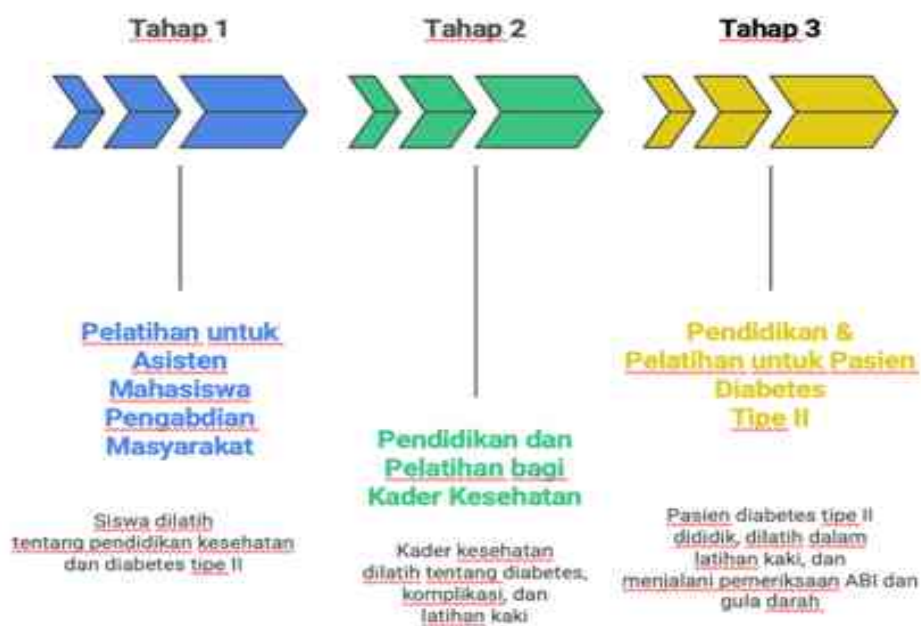 Tahap 1
Tahap 2
Tahap 3
Pelatihan untuk
Asisten
Mahasiswa
Pengabdian
Masyarakat
Siswa dilatih
tentang pendidikan kesehatan
dan diabetes tipe II
Pendidikan dan
Pelatihan bagi
Kader Kesehatan
Kader kesehatan
dilatih tentang diabetes,
komplikasi, dan
latihan kaki
Pendidikan &
Pelatihan untuk Pasien
Diabetes
Tipe II
Pasien diabetes tipe II
dididik, dilatih dalam
latihan kaki, dan
menjalani pemeriksaan ABI dan
gula darah